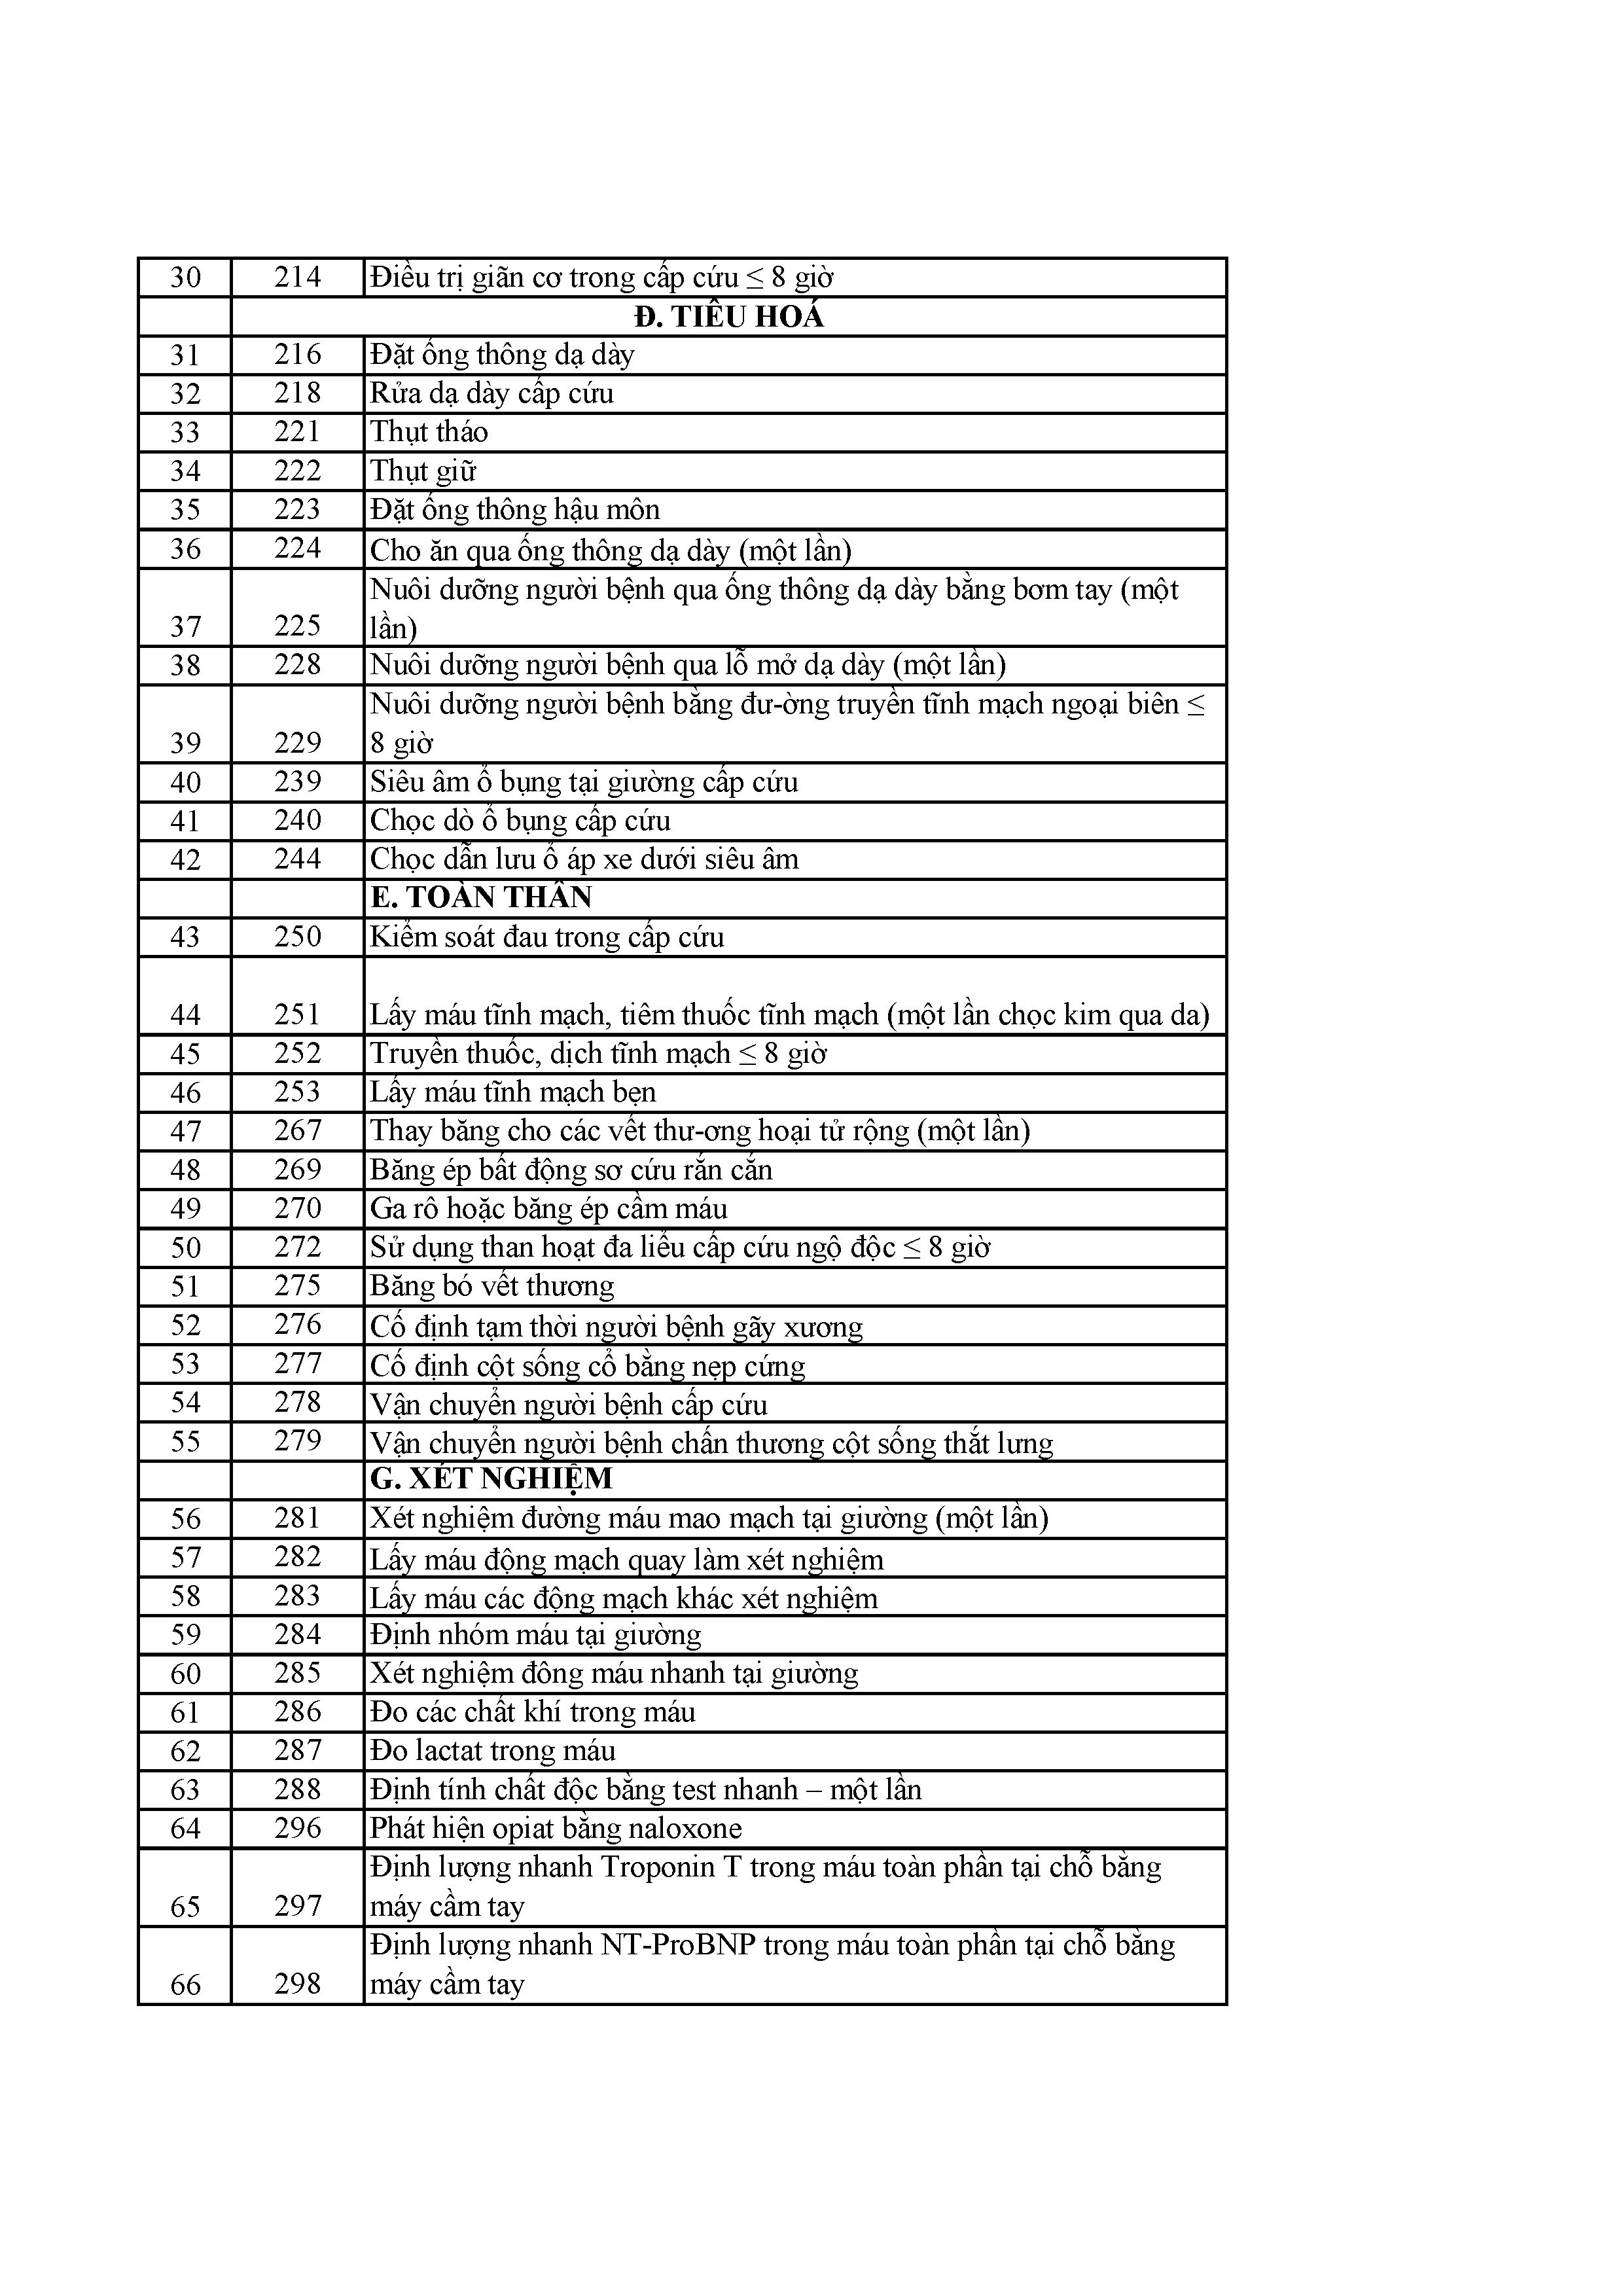 30 214 Điều trị giãn cơ trong cấp cứu ≤ 8 giờ
Đ. TIÊU HOÁ
31 216 Đặt ống thông dạ dày
32 218 Rửa dạ dày cấp cứu
33 221 Thụt tháo
34 222 Thụt giữ
35 223 Đặt ống thông hậu môn
36 224 Cho ăn qua ống thông dạ dày (một lần)
Nuôi dưỡng người bệnh qua ống thông dạ dày bằng bơm tay (một
37 225 lần)
38 228 Nuôi dưỡng người bệnh qua lỗ mở dạ dày (một lần)
Nuôi dưỡng người bệnh bằng đư-ờng truyền tĩnh mạch ngoại biên ≤
39 229 8 giờ
40 239 Siêu âm ổ bụng tại giường cấp cứu
41 240 Chọc dò ổ bụng cấp cứu
42 244 Chọc dẫn lưu ổ áp xe dưới siêu âm
E. TOÀN THÂN
43 250 Kiểm soát đau trong cấp cứu
44 251 Lấy máu tĩnh mạch, tiêm thuốc tĩnh mạch (một lần chọc kim qua da)
45 252 Truyền thuốc, dịch tĩnh mạch ≤ 8 giờ
46 253 Lấy máu tĩnh mạch bẹn
47 267 Thay băng cho các vết thư-ơng hoại tử rộng (một lần)
48 269 Băng ép bất động sơ cứu rắn cắn
49 270 Ga rô hoặc băng ép cầm máu
50 272 Sử dụng than hoạt đa liều cấp cứu ngộ độc ≤ 8 giờ
51 275 Băng bó vết thương
52 276 Cố định tạm thời người bệnh gãy xương
53 277 Cố định cột sống cổ bằng nẹp cứng
54 278 Vận chuyển người bệnh cấp cứu
55 279 Vận chuyển người bệnh chấn thương cột sống thắt lưng
G. XÉT NGHIỆM
56 281 Xét nghiệm đường máu mao mạch tại giường (một lần)
57 282 Lấy máu động mạch quay làm xét nghiệm
58 283 Lấy máu các động mạch khác xét nghiệm
59 284 Định nhóm máu tại giường
60 285 Xét nghiệm đông máu nhanh tại giường
61 286 Đo các chất khí trong máu
62 287 Đo lactat trong máu
63 288 Định tính chất độc bằng test nhanh – một lần
64 296 Phát hiện opiat bằng naloxone
Định lượng nhanh Troponin T trong máu toàn phần tại chỗ bằng
65 297 máy cầm tay
Định lượng nhanh NT-ProBNP trong máu toàn phần tại chỗ bằng
66 298 máy cầm tay